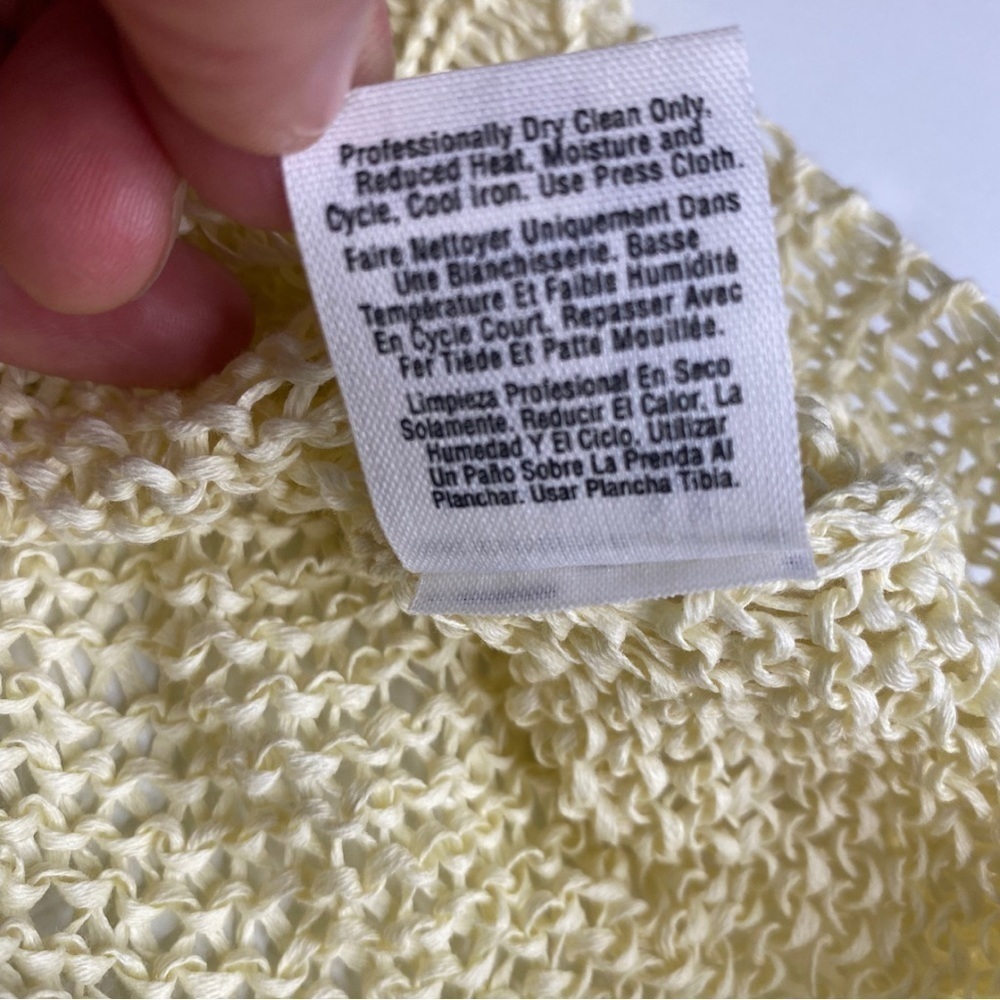 Professionally Dry Clean Only.
Reduced Heat, Moisture and
Cycle, Cool Iron. Use Press Cloth.
Faire Nettoyer Uniquement Dans
Une Blanchisserie. Basse
Température Et Faible Humidité
En Cycle Court. Repasser Avec
Fer Tiède Et Patte Mouillée.
Limpieza Profesional En Seco
Solamente. Reducir El Calor, La
Humedad Y El Ciclo. Utilizar
Un Paño Sobre La Prenda Al
Planchar. Usar Plancha Tibia.